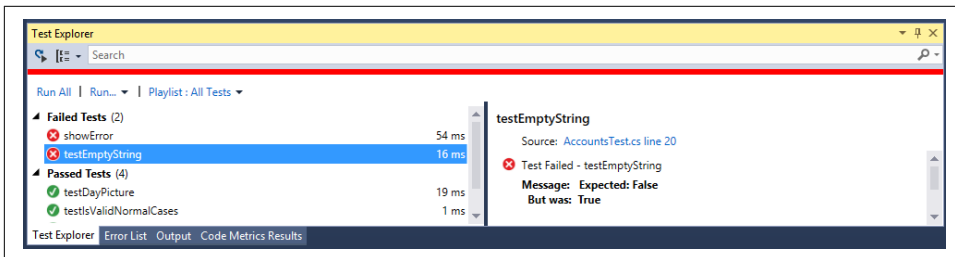 Test Explorer
Search
Run All | Run... | Playlist : All Tests
Failed Tests (2)
showError 54 ms
testEmptyString 16 ms
Passed Tests (4)
testDayPicture 19 ms
testIsValidNormalCases 1 ms
testEmptyString
Source: AccountsTest.cs line 20
Test Failed - testEmptyString
Message: Expected: False
But was: True
Test Explorer Error List Output Code Metrics Results